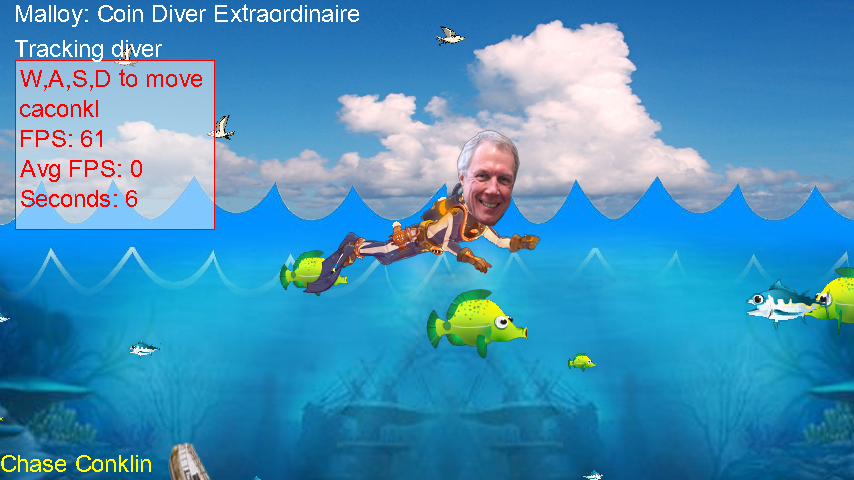 Malloy: Coin Diver Extraordinaire
Tracking diver
W,A,S,D to move
caconkl
FPS: 61
Avg FPS: 0
Seconds: 6
Chase Conklin